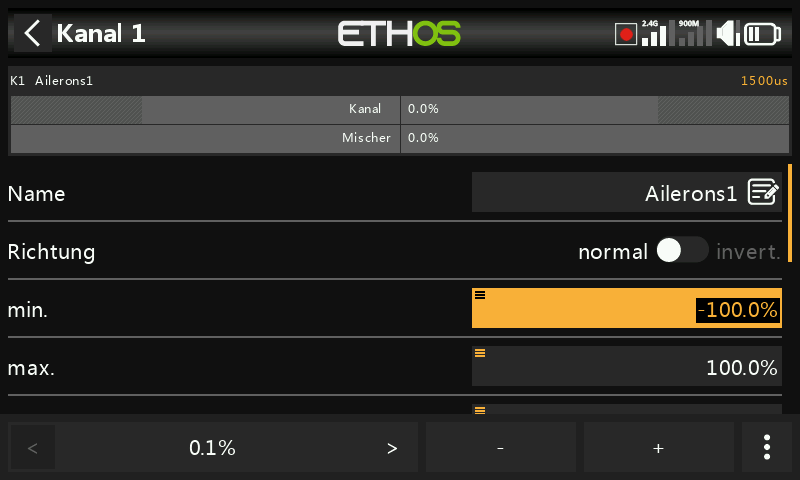 Kanal 1
ETHOS
2.4G
900M
K1 Ailerons1
1500us
Kanal 0.0%
Mischer 0.0%
Name
Ailerons1
Richtung
normal
invert.
min.
-100.0%
max.
100.0%
< 0.1% > - +